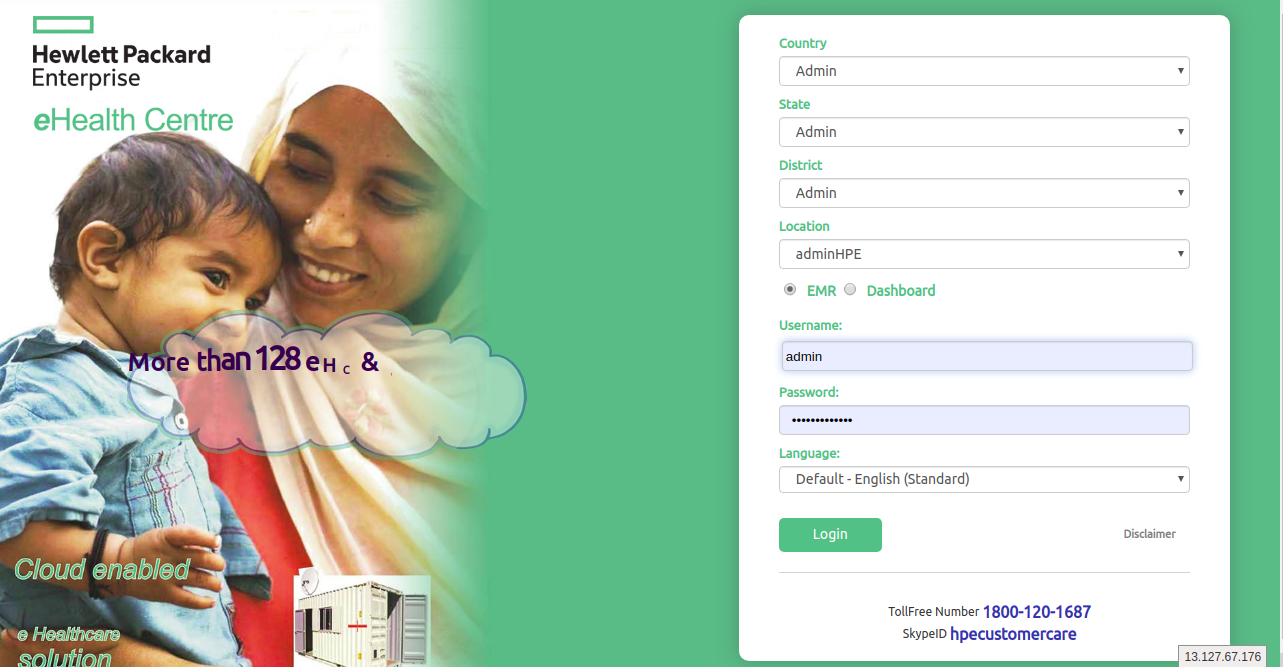 Hewlett Packard
Enterprise
eHealth Centre
More than 128 e H c &
Cloud enabled
e Healthcare
solution
Country
Admin
State
Admin
District
Admin
Location
adminHPE
EMR Dashboard
Username:
admin
Password:
•••••••••••••
Language:
Default - English (Standard)
Login
Disclaimer
TollFree Number 1800-120-1687
SkypeID hpecustomercare
13.127.67.176